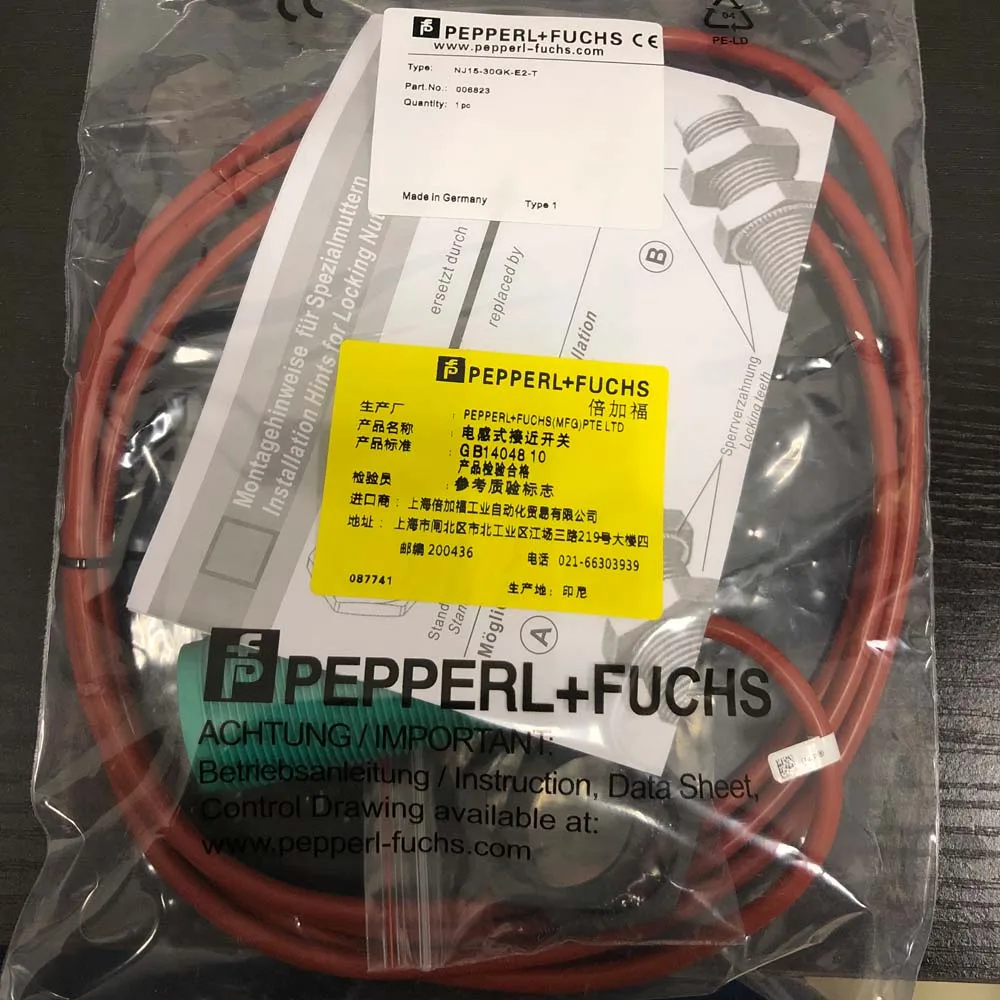 CE
04
PE-LD
PEPPERL+FUCHS CE
www.pepperl-fuchs.com
Type: NJ15-30GK-E2-T
Part.No.: 006823
Quantity: 1 pc
Made in Germany Type 1
Montagehinweise für Spezialmuttern
Installation Hints for Locking Nut
ersetzt durch
replaced by
B
Sperrverzahnung
Locking teeth
PEPPERL+FUCHS
倍加福
生产厂 : PEPPERL+FUCHS(MFG)PTE LTD
产品名称 : 电感式接近开关
产品标准 : GB14048 10
产品检验合格
检验员 : 参考质验标志
进口商: 上海倍加福工业自动化贸易有限公司
地址: 上海市闸北区市北工业区江场三路219号大楼四
邮编 200436 电话 021-66303939
087741 生产地: 印尼
A
PEPPERL+FUCHS
ACHTUNG / IMPORTANT:
Betriebsanleitung / Instruction, Data Sheet,
Control Drawing available at:
www.pepperl-fuchs.com